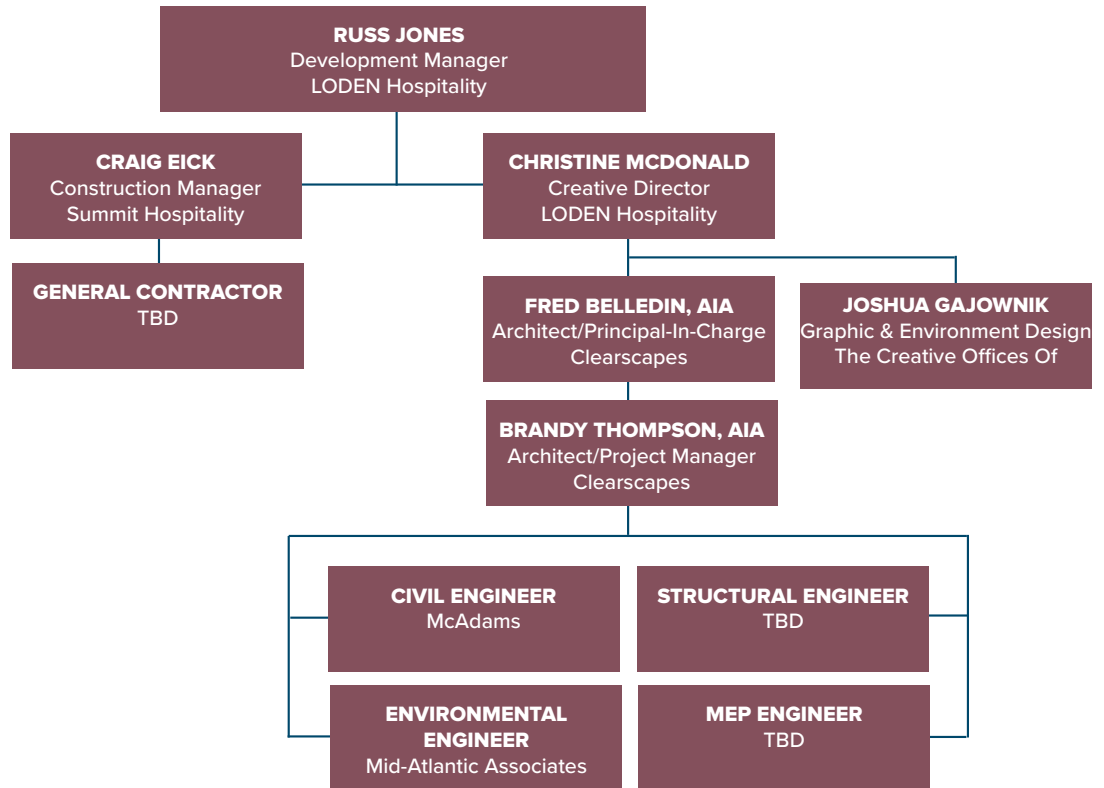 RUSS JONES
Development Manager
LODEN Hospitality
CRAIG EICK
Construction Manager
Summit Hospitality
CHRISTINE MCDONALD
Creative Director
LODEN Hospitality
GENERAL CONTRACTOR
TBD
FRED BELLEDIN, AIA
Architect/Principal-In-Charge
Clearscapes
JOSHUA GAJOWNIK
Graphic & Environment Design
The Creative Offices Of
BRANDY THOMPSON, AIA
Architect/Project Manager
Clearscapes
CIVIL ENGINEER
McAdams
STRUCTURAL ENGINEER
TBD
ENVIRONMENTAL
ENGINEER
Mid-Atlantic Associates
MEP ENGINEER
TBD